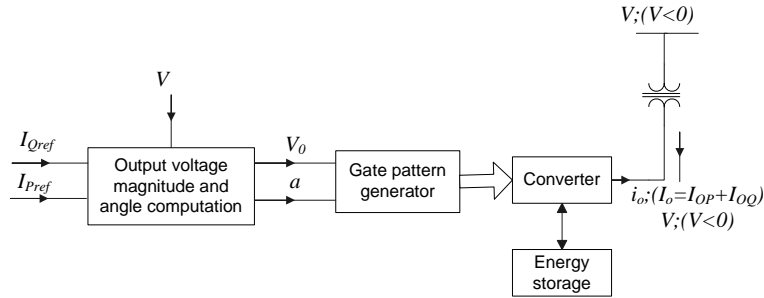 V;(V<0)
V
I_Qref
I_Pref
Output voltage
magnitude and
angle computation
V_0
a
Gate pattern
generator
Converter
i_o;(I_o=I_OP+I_OQ)
V;(V<0)
Energy
storage